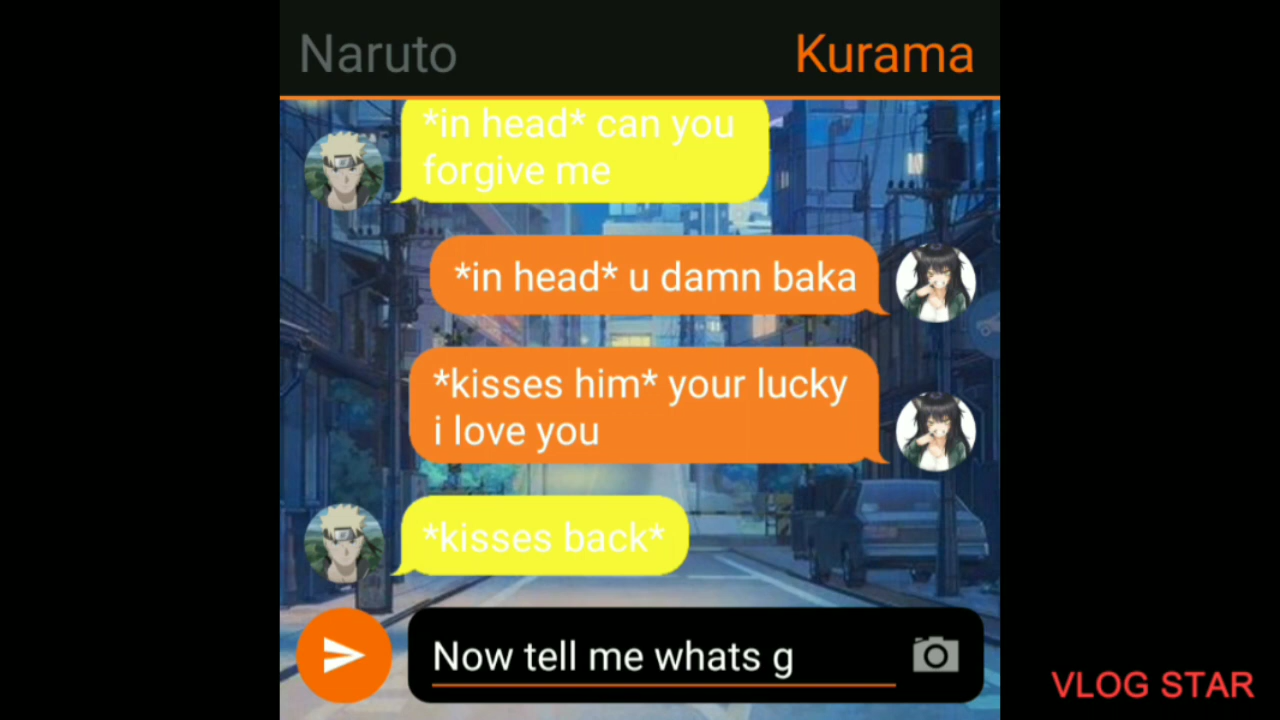 Naruto
Kurama
*in head* can you
forgive me
*in head* u damn baka
*kisses him* your lucky
i love you
*kisses back*
Now tell me whats g
VLOG STAR